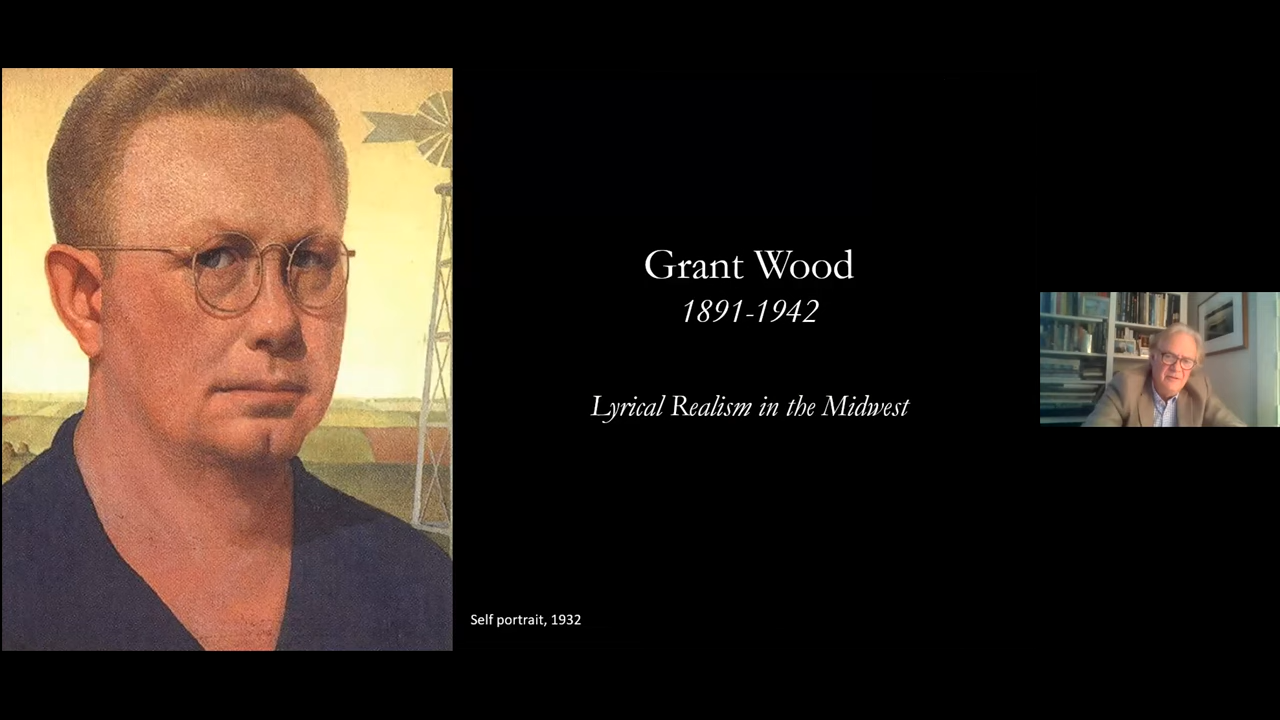 Grant Wood
1891-1942
Lyrical Realism in the Midwest
Self portrait, 1932